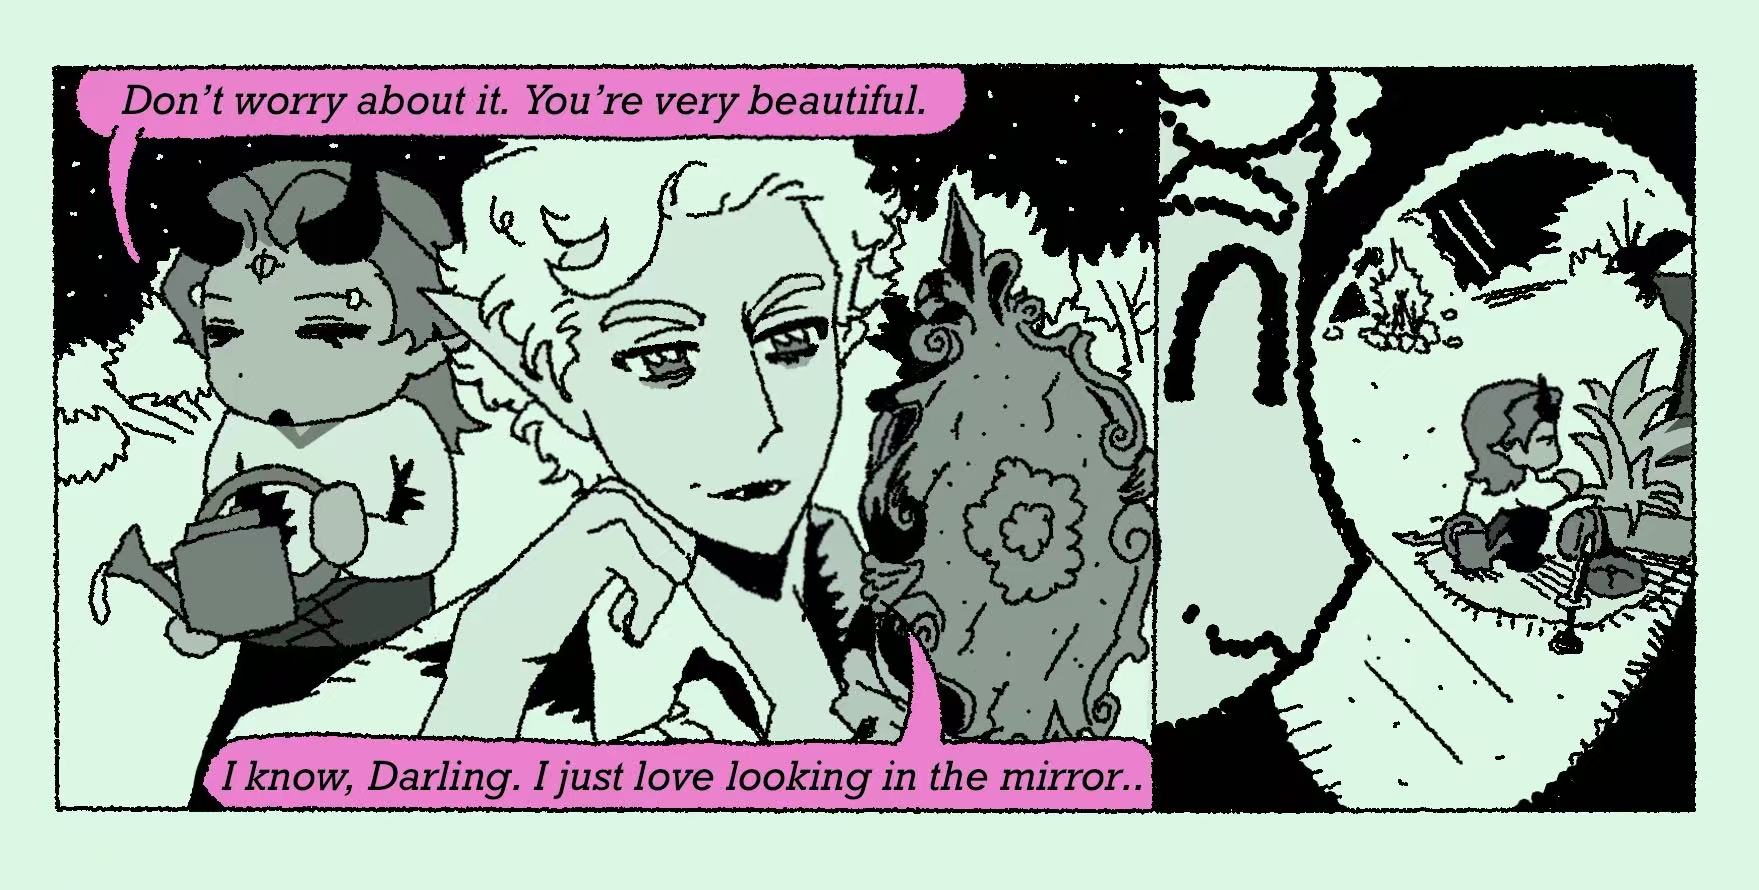 Don't worry about it. You're very beautiful.
I know, Darling. I just love looking in the mirror..